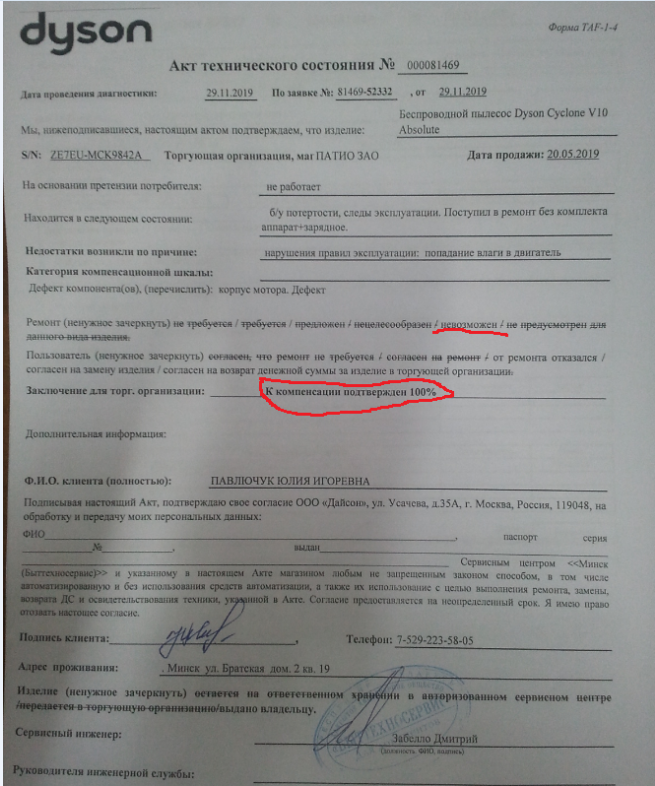 dyson
Форма TAF-1-4
Акт технического состояния № 000081469
Дата проведения диагностики: 29.11.2019 По заявке №: 81469-52332 , от 29.11.2019
Беспроводной пылесос Dyson Cyclone V10
Мы, нижеподписавшиеся, настоящим актом подтверждаем, что изделие: Absolute
S/N: ZE7EU-MCK9842A Торгующая организация, маг ПАТИО ЗАО Дата продажи: 20.05.2019
На основании претензии потребителя: не работает
б/у потертости, следы эксплуатации. Поступил в ремонт без комплекта
Находится в следующем состоянии:
аппарат+зарядное.
Недостатки возникли по причине: нарушения правил эксплуатации: попадание влаги в двигатель
Категория компенсационной шкалы:
Дефект компонента(ов), (перечислить): корпус мотора. Дефект
Ремонт (ненужное зачеркнуть) не требуется / требуется / предложен / нецелесообразен / невозможен / не предусмотрен для
данного вида изделия.
Пользователь (ненужное зачеркнуть) согласен, что ремонт не требуется / согласен на ремонт / от ремонта отказался /
согласен на замену изделия / согласен на возврат денежной суммы за изделие в торгующей организации.
Заключение для торг. организации: К компенсации подтвержден 100%
Дополнительная информация:
Ф.И.О. клиента (полностью): ПАВЛЮЧУК ЮЛИЯ ИГОРЕВНА
Подписывая настоящий Акт, подтверждаю свое согласие ООО «Дайсон», ул. Усачева, д.35А, г. Москва, Россия, 119048, на
обработку и передачу моих персональных данных:
ФИО , паспорт серия
№ , выдан
Сервисным центром <<Минск
(Быттехносервис)>> и указанному в настоящем Акте магазином любым не запрещенным законом способом, в том числе
автоматизированную и без использования средств автоматизации, а также их использование с целью выполнения ремонта, замены,
возврата ДС и освидетельствования техники, указанной в Акте. Согласие предоставляется на неопределенный срок. Я имею право
отозвать настоящее согласие.
Подпись клиента: , Телефон: 7-529-223-58-05
Адрес проживания: . Минск ул. Братская дом. 2 кв. 19
Изделие (ненужное зачеркнуть) остается на ответственном хранении в авторизованном сервисном центре
/передается в торгующую организацию/выдано владельцу.
Сервисный инженер: Забелло Дмитрий
(должность ФИО, подпись)
Руководителя инженерной службы: